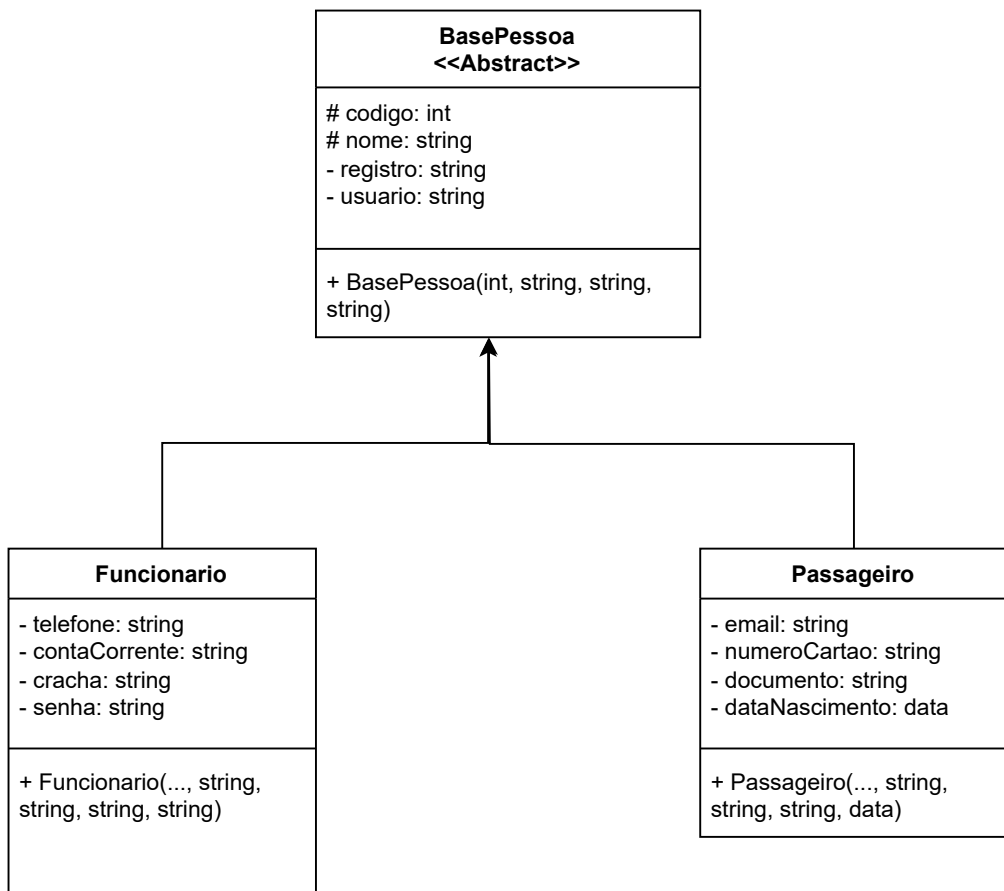 BasePessoa
<<Abstract>>
# codigo: int
# nome: string
- registro: string
- usuario: string
+ BasePessoa(int, string, string,
string)
Funcionario
- telefone: string
- contaCorrente: string
- cracha: string
- senha: string
+ Funcionario(..., string,
string, string, string)
Passageiro
- email: string
- numeroCartao: string
- documento: string
- dataNascimento: data
+ Passageiro(..., string,
string, string, data)